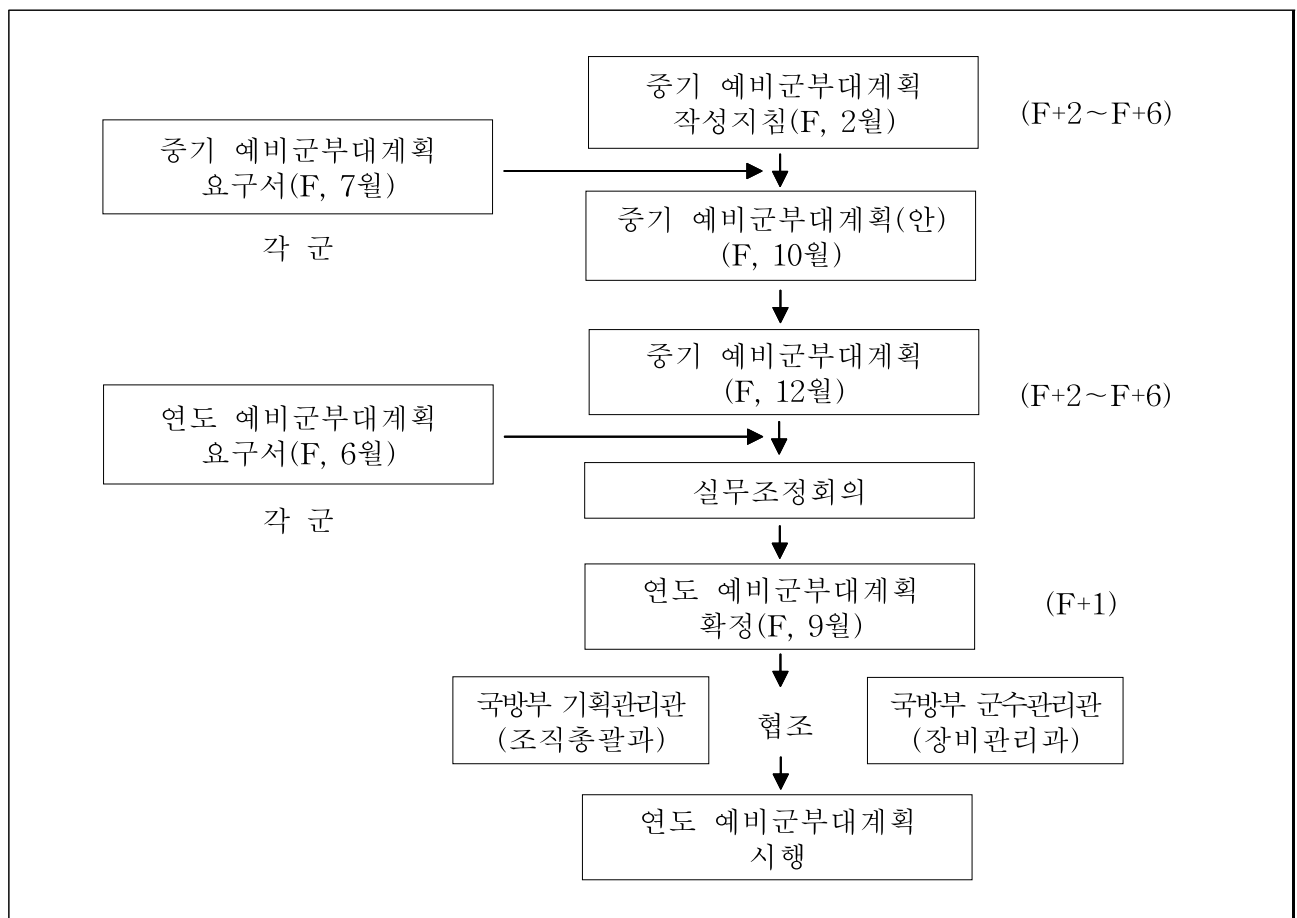 중기 예비군부대계획
작성지침(F, 2월)
(F+2~F+6)
중기 예비군부대계획
요구서(F, 7월)
각 군
중기 예비군부대계획(안)
(F, 10월)
중기 예비군부대계획
(F, 12월)
(F+2~F+6)
연도 예비군부대계획
요구서(F, 6월)
각 군
실무조정회의
연도 예비군부대계획
확정(F, 9월)
(F+1)
국방부 기획관리관
(조직총괄과)
협조
국방부 군수관리관
(장비관리과)
연도 예비군부대계획
시행